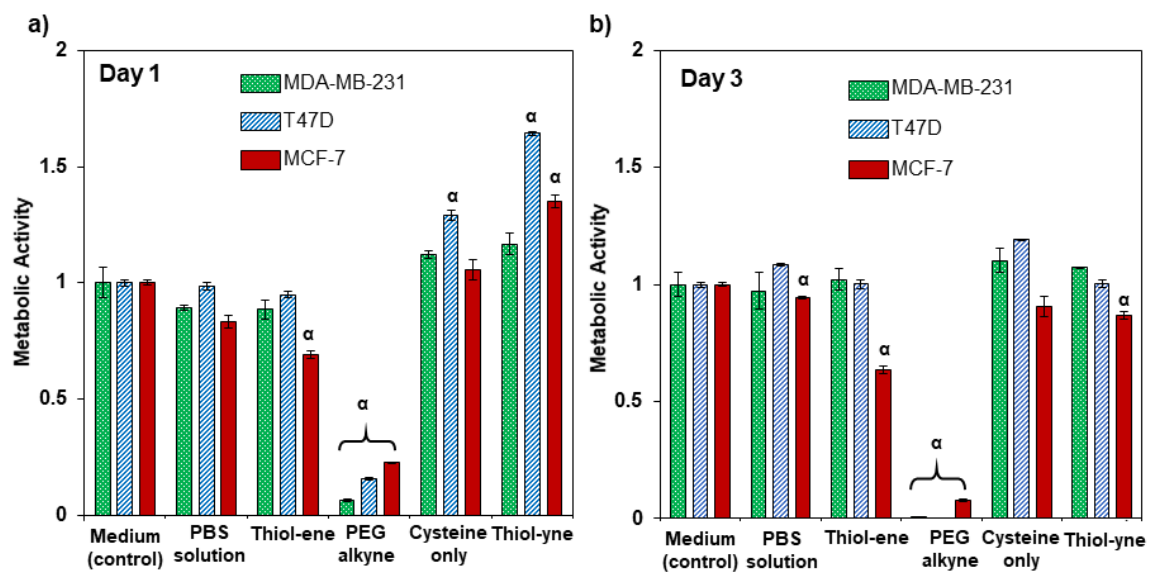 a)
Day 1
MDA-MB-231
T47D
MCF-7
Metabolic Activity
2
1.5
1
0.5
0
α
α
α
α
α
Medium
(control)
PBS
solution
Thiol-ene
PEG
alkyne
Cysteine
only
Thiol-yne
b)
Day 3
MDA-MB-231
T47D
MCF-7
Metabolic Activity
2
1.5
1
0.5
0
α
α
α
α
Medium
(control)
PBS
solution
Thiol-ene
PEG
alkyne
Cysteine
only
Thiol-yne